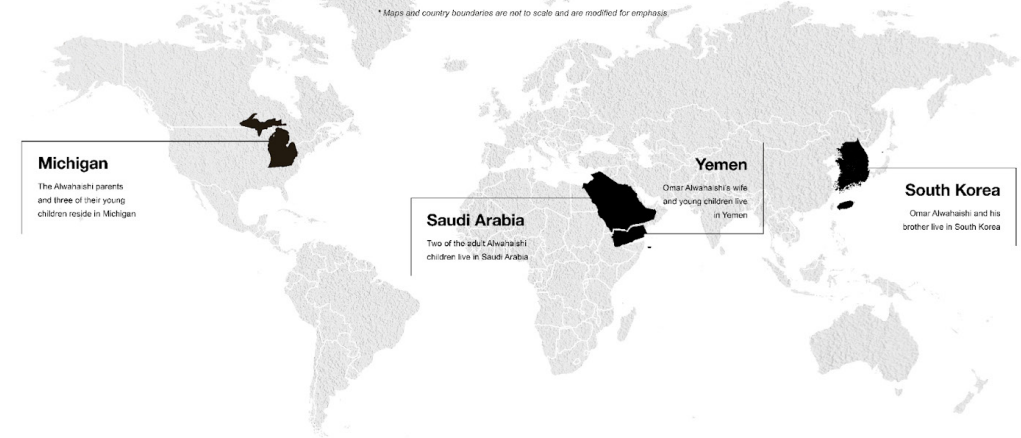 * Maps and country boundaries are not to scale and are modified for emphasis.
Michigan
The Alwahaishi parents
and three of their young
children reside in Michigan
Saudi Arabia
Two of the adult Alwahaishi
children live in Saudi Arabia
Yemen
Omar Alwahaishi's wife
and young children live
in Yemen
South Korea
Omar Alwahaishi and his
brother live in South Korea